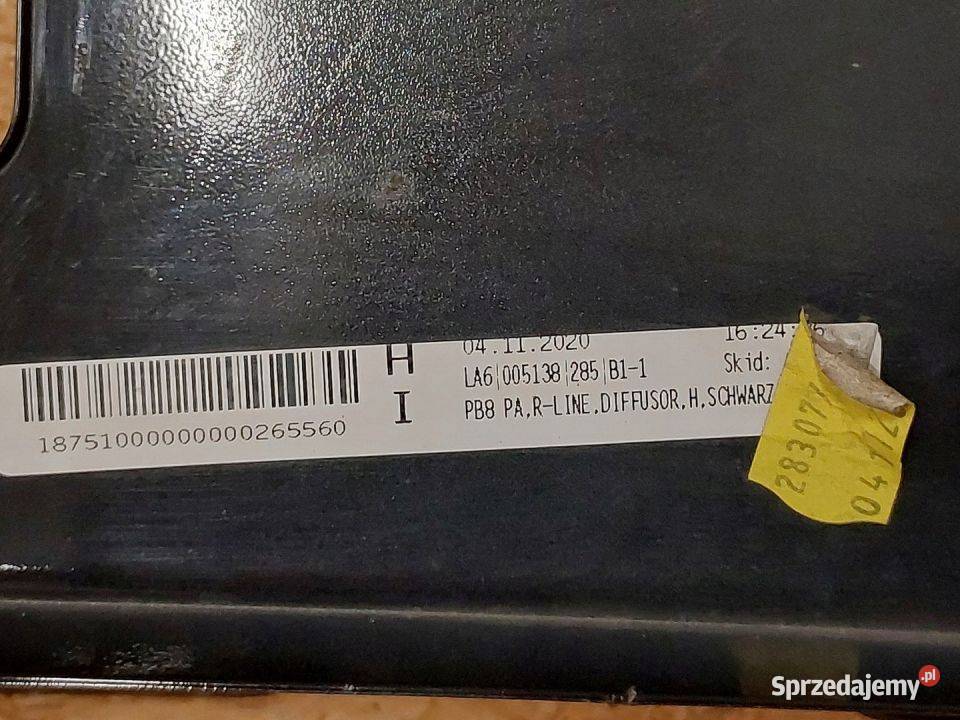 H
I
04.11.2020
16:24:
Skid:
LA6|005138|285|B1-1
PB8 PA,R-LINE,DIFFUSOR,H,SCHWARZ
18751000000000265560
28307
Sprzedajemy.pl